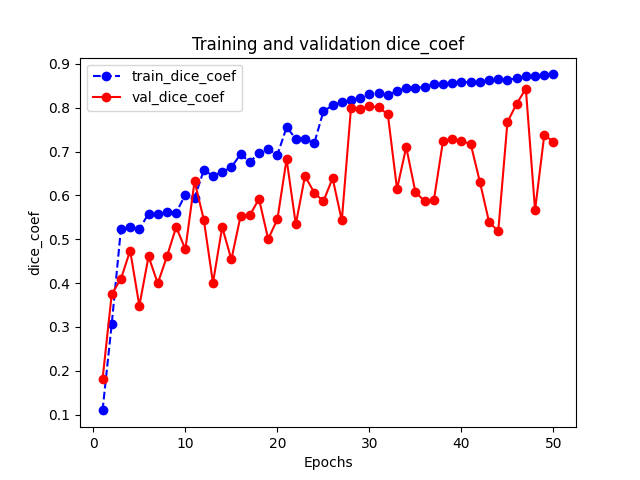 Training and validation dice_coef
train_dice_coef
val_dice_coef
dice_coef
0.9
0.8
0.7
0.6
0.5
0.4
0.3
0.2
0.1
0 10 20 30 40 50
Epochs